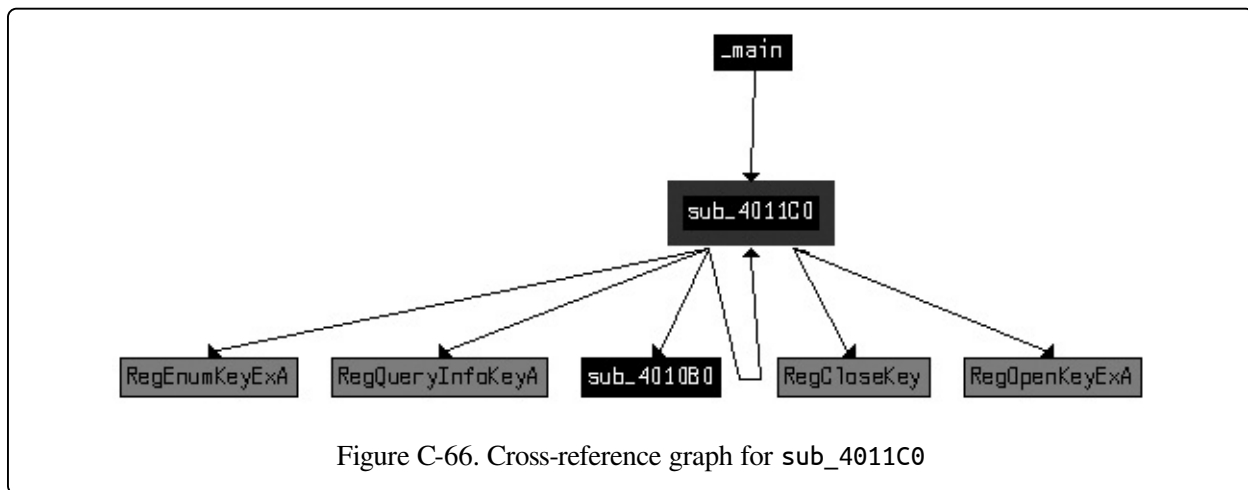 _main
sub_4011C0
RegEnumKeyExA
RegQueryInfoKeyA
sub_4010B0
RegCloseKey
RegOpenKeyExA
Figure C-66. Cross-reference graph for sub_4011C0